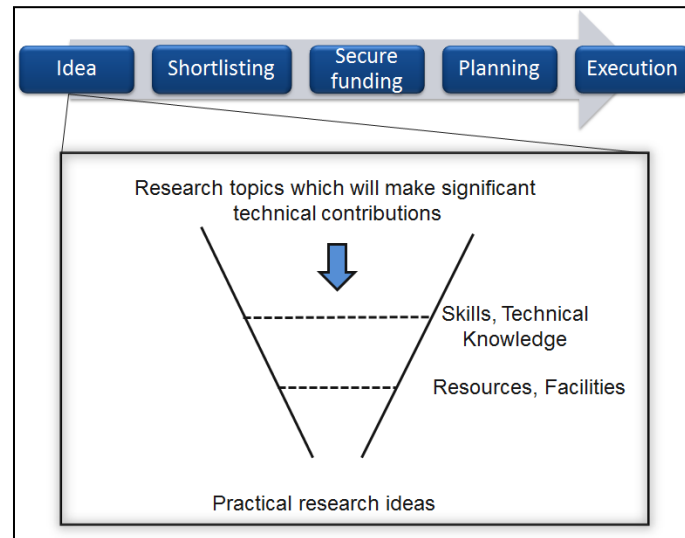 Idea
Shortlisting
Secure
funding
Planning
Execution
Research topics which will make significant
technical contributions
Skills, Technical
Knowledge
Resources, Facilities
Practical research ideas